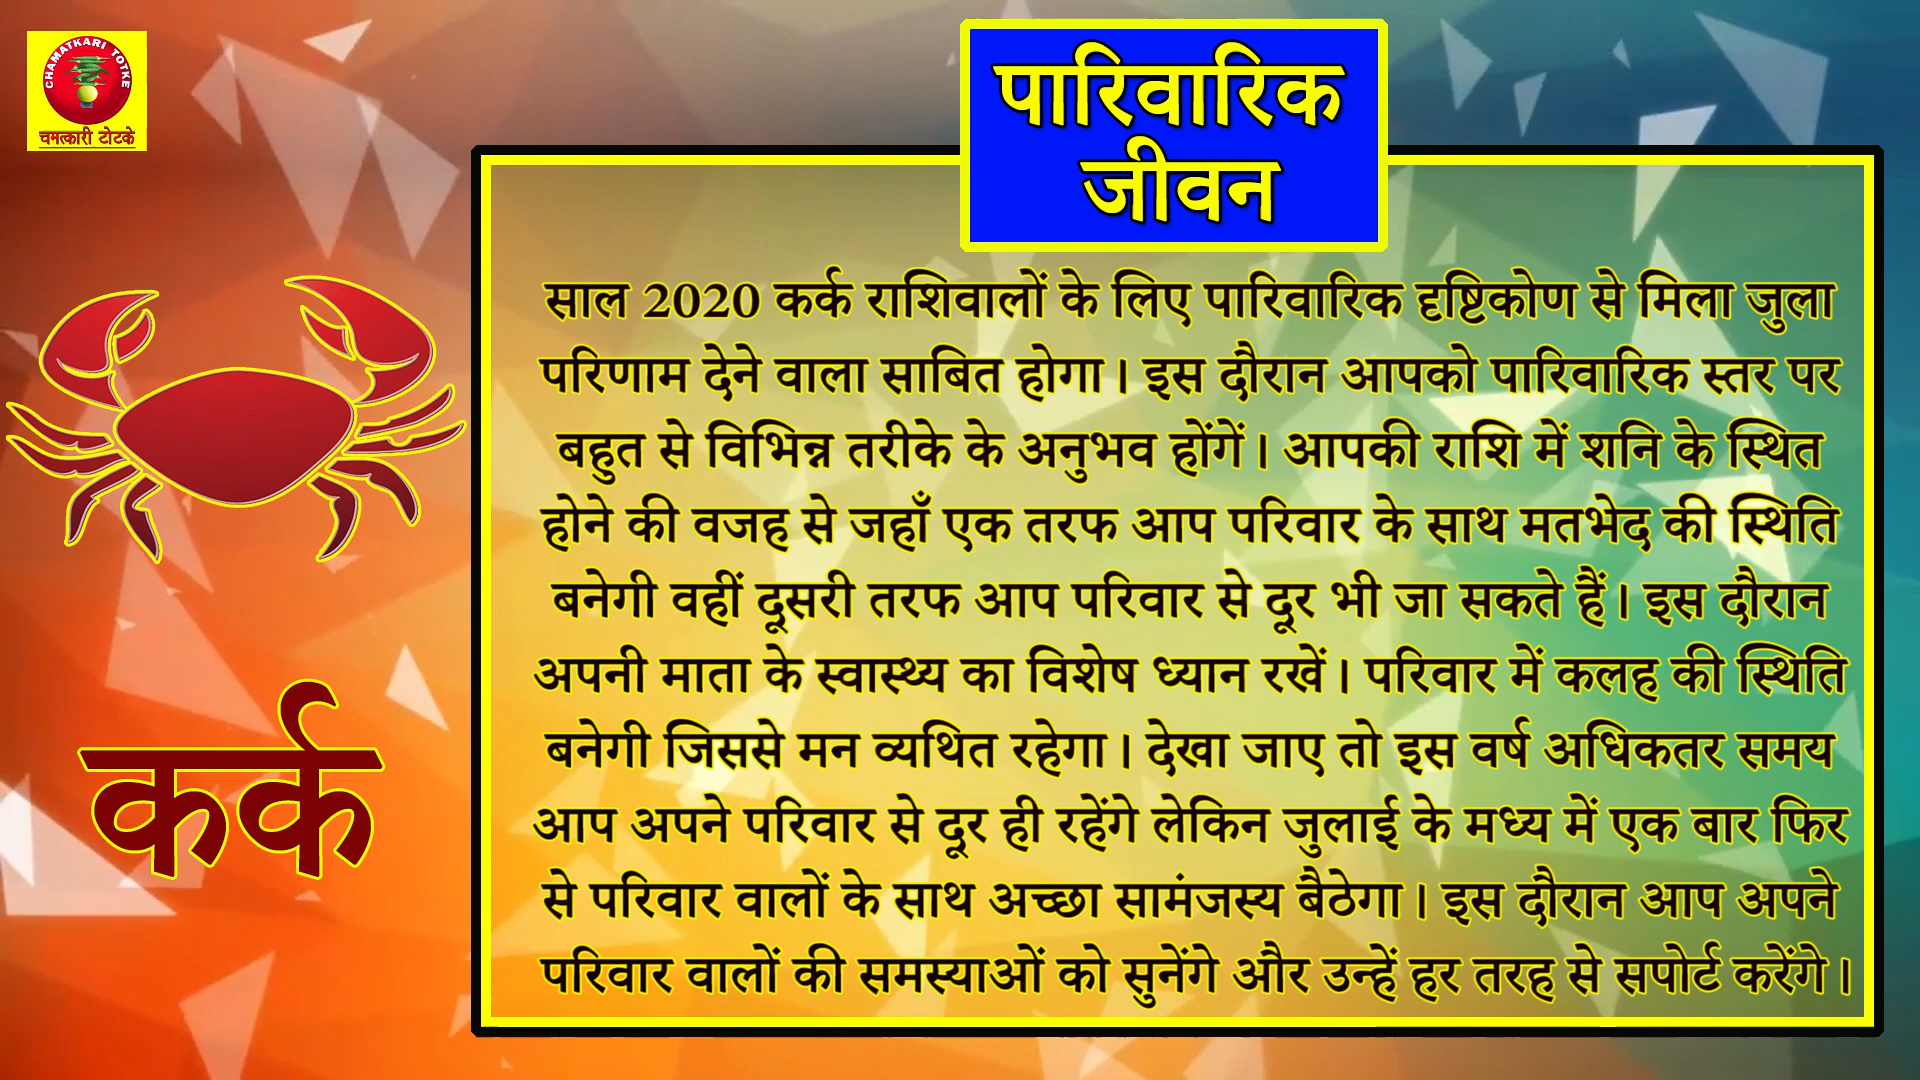 CHAMATKARI TOTKE
चमत्कारी टोटके
पारिवारिक
जीवन
साल 2020 कर्क राशिवालों के लिए पारिवारिक दृष्टिकोण से मिला जुला
परिणाम देने वाला साबित होगा। इस दौरान आपको पारिवारिक स्तर पर
बहुत से विभिन्न तरीके के अनुभव होंगें। आपकी राशि में शनि के स्थित
होने की वजह से जहाँ एक तरफ आप परिवार के साथ मतभेद की स्थिति
बनेगी वहीं दूसरी तरफ आप परिवार से दूर भी जा सकते हैं। इस दौरान
अपनी माता के स्वास्थ्य का विशेष ध्यान रखें। परिवार में कलह की स्थिति
बनेगी जिससे मन व्यथित रहेगा। देखा जाए तो इस वर्ष अधिकतर समय
आप अपने परिवार से दूर ही रहेंगे लेकिन जुलाई के मध्य में एक बार फिर
से परिवार वालों के साथ अच्छा सामंजस्य बैठेगा। इस दौरान आप अपने
परिवार वालों की समस्याओं को सुनेंगे और उन्हें हर तरह से सपोर्ट करेंगे।
कर्क